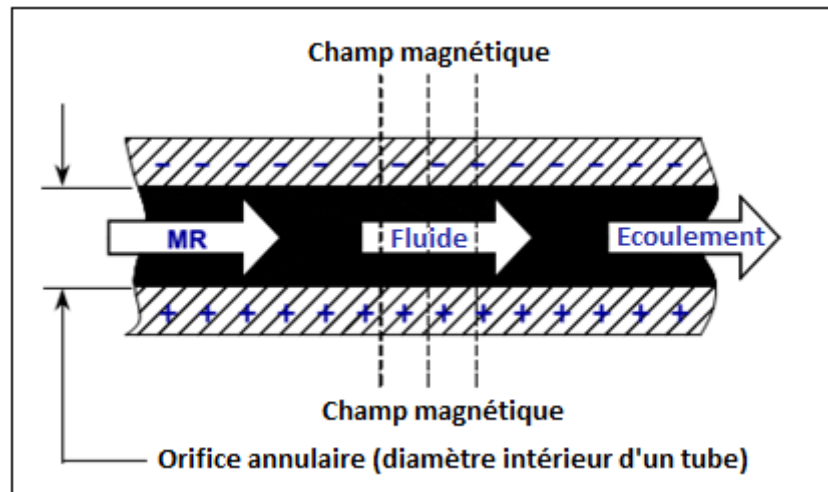 Champ magnétique
- - - - - - - - - - - - - -
MR Fluide Ecoulement
+ + + + + + + + + + + + + +
Champ magnétique
Orifice annulaire (diamètre intérieur d'un tube)